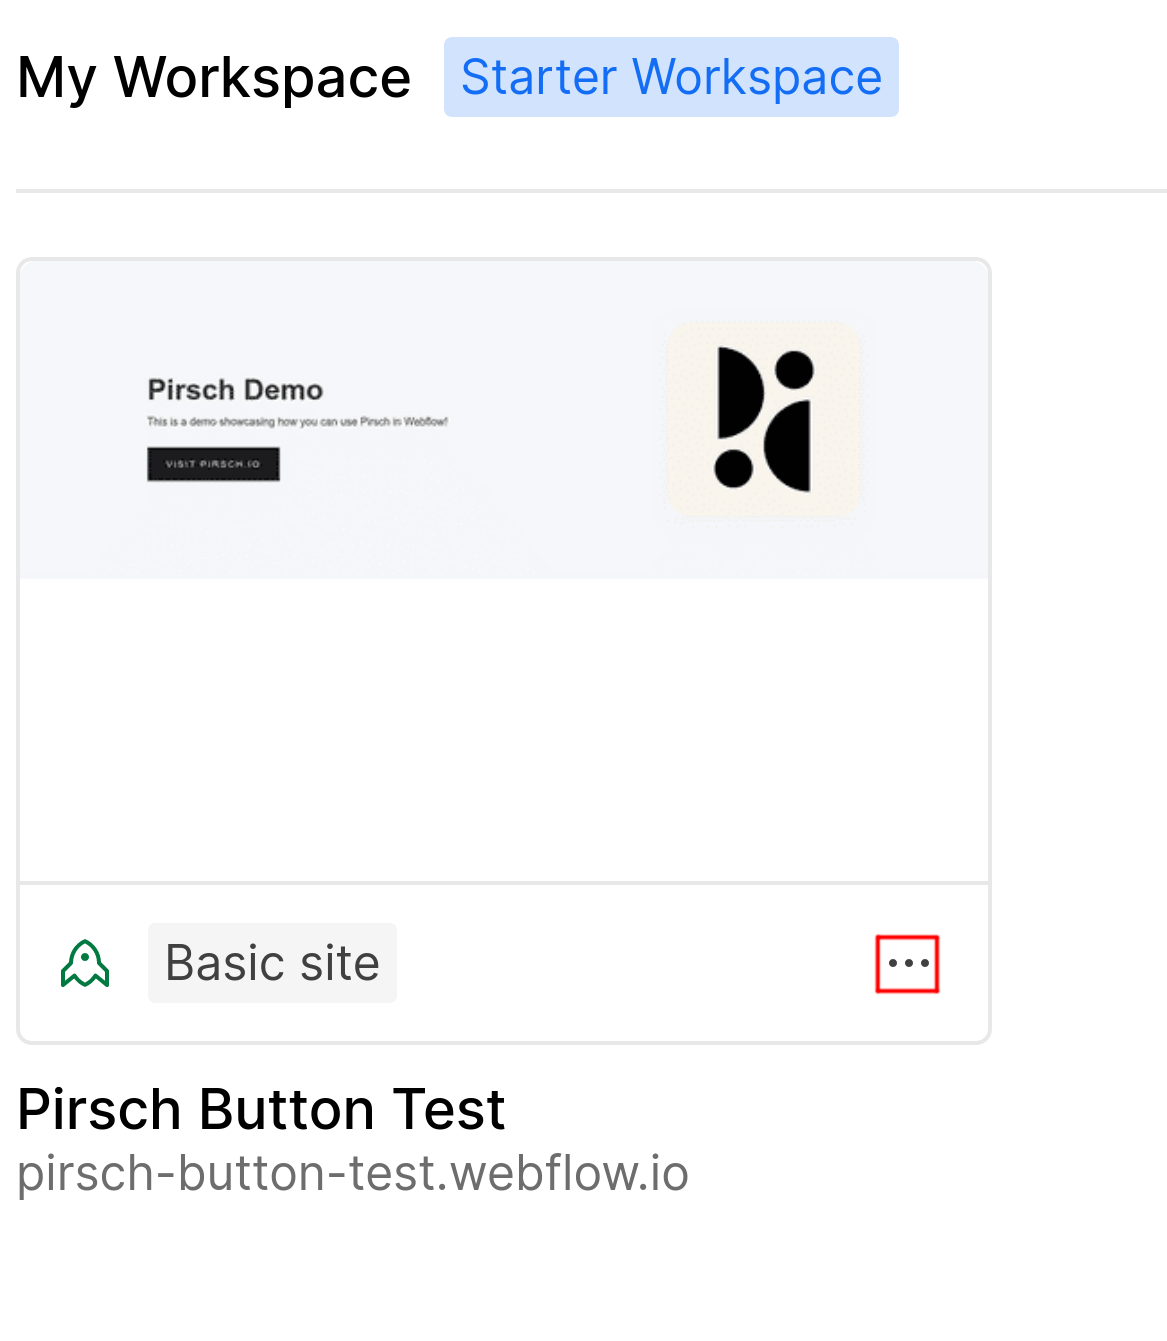 My Workspace Starter Workspace
Pirsch Demo
This is a demo showcasing how you can use Pirsch in Webflow!
VISIT PIRSCH.IO
Basic site
Pirsch Button Test
pirsch-button-test.webflow.io